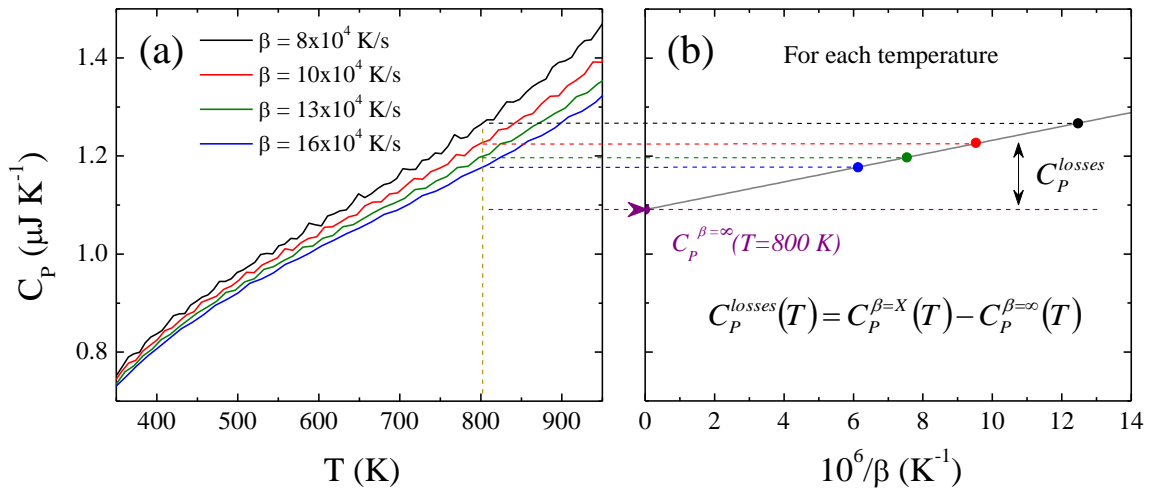 (a)
β = 8x10⁴ K/s
β = 10x10⁴ K/s
β = 13x10⁴ K/s
β = 16x10⁴ K/s
C_P (μJ K⁻¹)
1.4
1.2
1.0
0.8
400 500 600 700 800 900
T (K)
(b)
For each temperature
C_P^losses
C_P^β=∞(T=800 K)
C_P^losses(T) = C_P^β=X(T) − C_P^β=∞(T)
0 2 4 6 8 10 12 14
10⁶/β (K⁻¹)